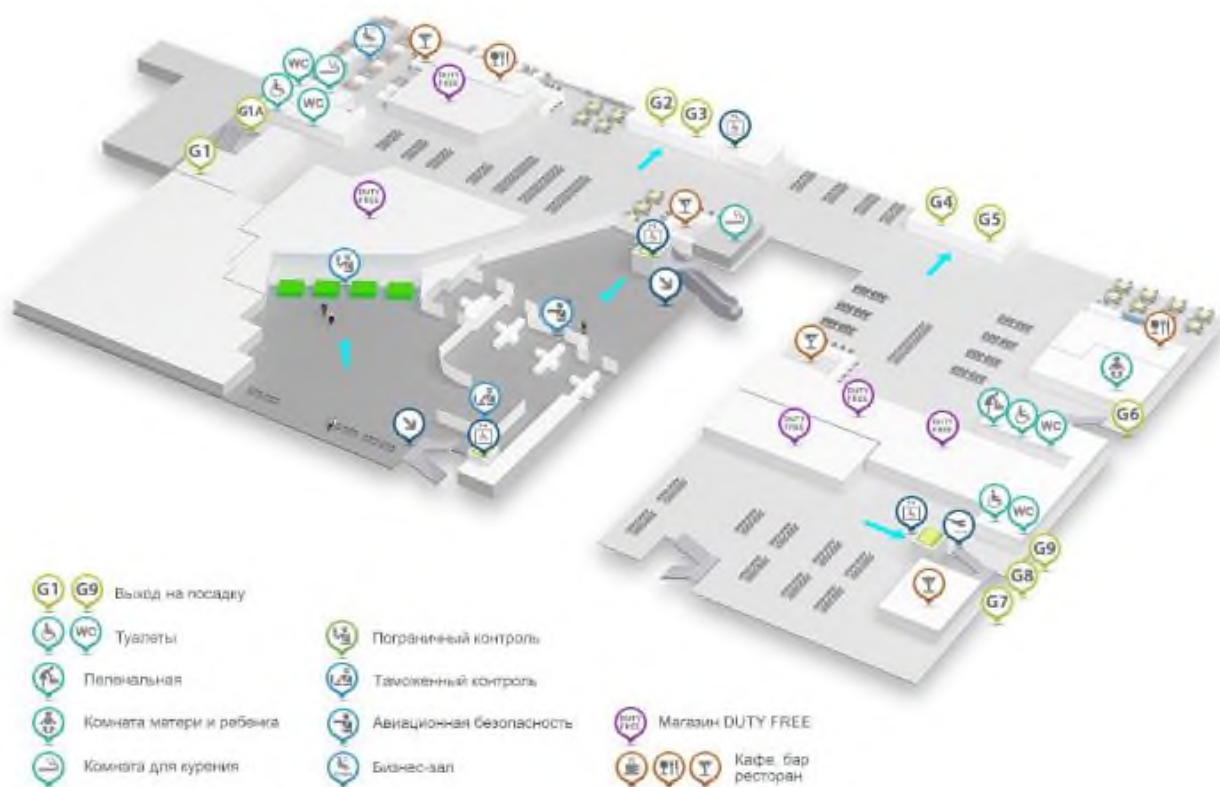 WC
DUTY FREE
G2
G3
WC
G1A
G1
DUTY FREE
G4
G5
DUTY FREE
DUTY FREE
DUTY FREE
WC
G6
WC
G9
G8
G7
G1 G9 Выход на посадку
WC Туалеты
Пеленальная
Комната матери и ребенка
Комната для курения
Пограничный контроль
Таможенный контроль
Авиационная безопасность
Бизнес-зал
DUTY FREE Магазин DUTY FREE
Кафе, бар
ресторан